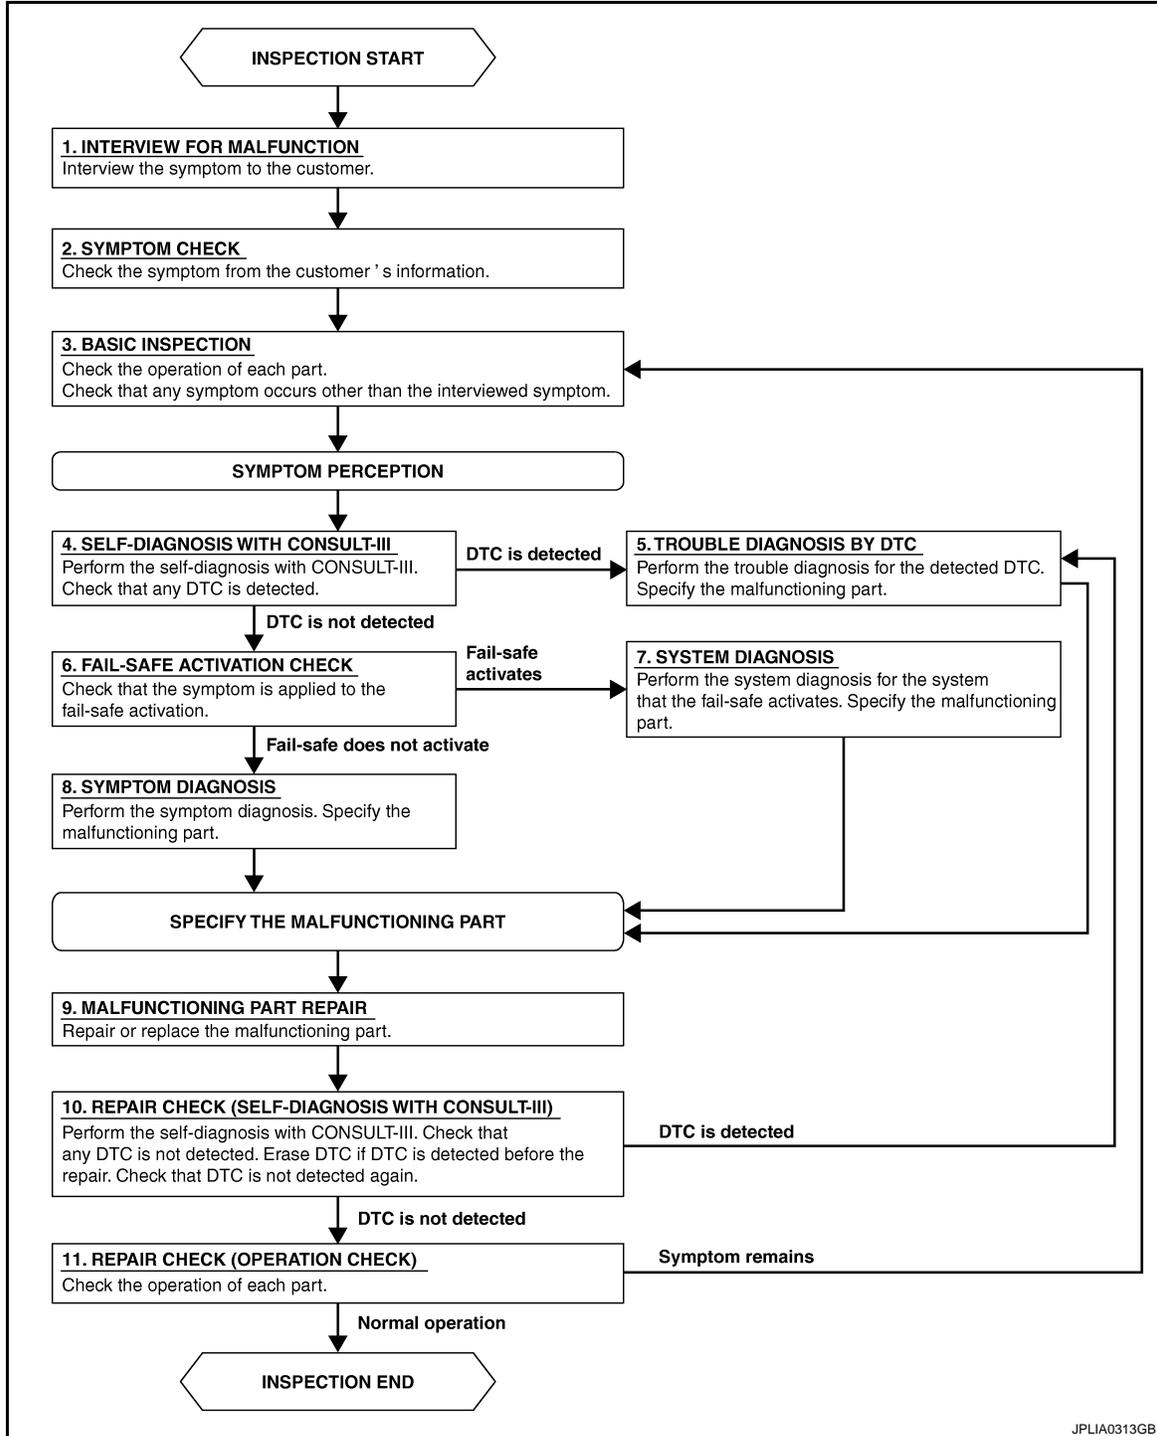 INSPECTION START
1. INTERVIEW FOR MALFUNCTION
Interview the symptom to the customer.
2. SYMPTOM CHECK
Check the symptom from the customer ’ s information.
3. BASIC INSPECTION
Check the operation of each part.
Check that any symptom occurs other than the interviewed symptom.
SYMPTOM PERCEPTION
4. SELF-DIAGNOSIS WITH CONSULT-III
Perform the self-diagnosis with CONSULT-III.
Check that any DTC is detected.
DTC is detected
5. TROUBLE DIAGNOSIS BY DTC
Perform the trouble diagnosis for the detected DTC.
Specify the malfunctioning part.
DTC is not detected
6. FAIL-SAFE ACTIVATION CHECK
Check that the symptom is applied to the
fail-safe activation.
Fail-safe
activates
7. SYSTEM DIAGNOSIS
Perform the system diagnosis for the system
that the fail-safe activates. Specify the malfunctioning
part.
Fail-safe does not activate
8. SYMPTOM DIAGNOSIS
Perform the symptom diagnosis. Specify the
malfunctioning part.
SPECIFY THE MALFUNCTIONING PART
9. MALFUNCTIONING PART REPAIR
Repair or replace the malfunctioning part.
10. REPAIR CHECK (SELF-DIAGNOSIS WITH CONSULT-III)
Perform the self-diagnosis with CONSULT-III. Check that
any DTC is not detected. Erase DTC if DTC is detected before the
repair. Check that DTC is not detected again.
DTC is detected
DTC is not detected
11. REPAIR CHECK (OPERATION CHECK)
Check the operation of each part.
Symptom remains
Normal operation
INSPECTION END
JPLIA0313GB